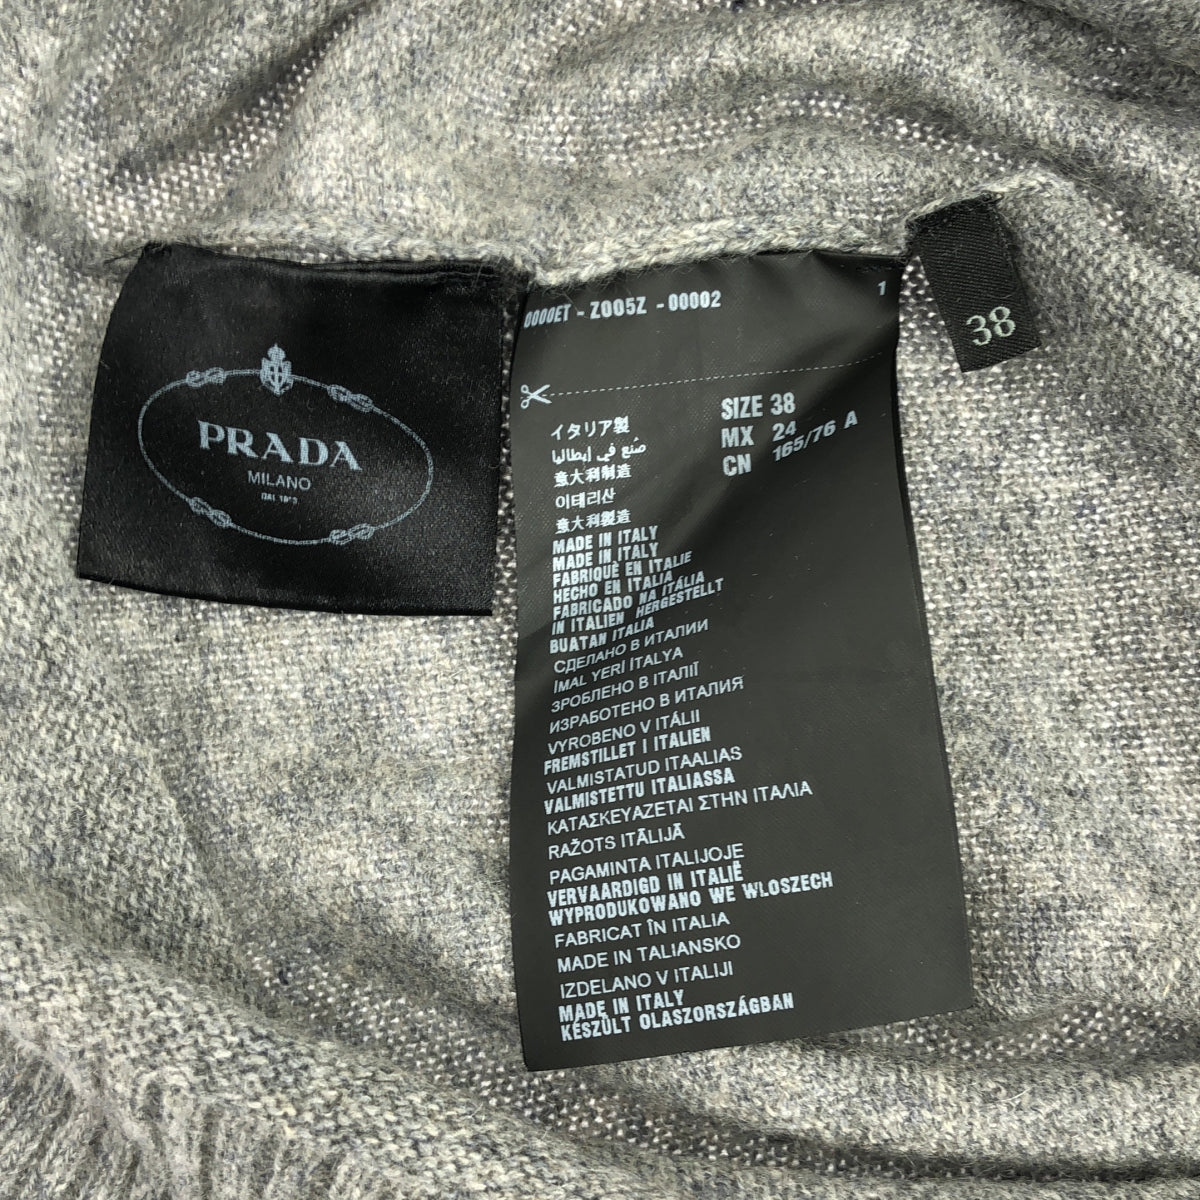 PRADA
MILANO
DAL 1913
0000ET - Z005Z - 00002
1
38
SIZE 38
MX 24
CN 165/76 A
イタリア製
صُنع في إيطاليا
意大利制造
이태리산
意大利製造
MADE IN ITALY
MADE IN ITALY
FABRIQUÈ EN ITALIE
HECHO EN ITALIA
FABRICADO NA ITÁLIA
IN ITALIEN HERGESTELLT
BUATAN ITALIA
СДЕЛАНО В ИТАЛИИ
İMAL YERİ İTALYA
ЗРОБЛЕНО В ІТАЛІЇ
ИЗРАБОТЕНО В ИТАЛИЯ
VYROBENO V ITÁLII
FREMSTILLET I ITALIEN
VALMISTATUD ITAALIAS
VALMISTETTU ITALIASSA
ΚΑΤΑΣΚΕΥΑΖΕΤΑΙ ΣΤΗΝ ΙΤΑΛΙΑ
RAŽOTS ITĀLIJĀ
PAGAMINTA ITALIJOJE
VERVAARDIGD IN ITALIË
WYPRODUKOWANO WE WLOSZECH
FABRICAT ÎN ITALIA
MADE IN TALIANSKO
IZDELANO V ITALIJI
MADE IN ITALY
KÉSZÜLT OLASZORSZÁGBAN